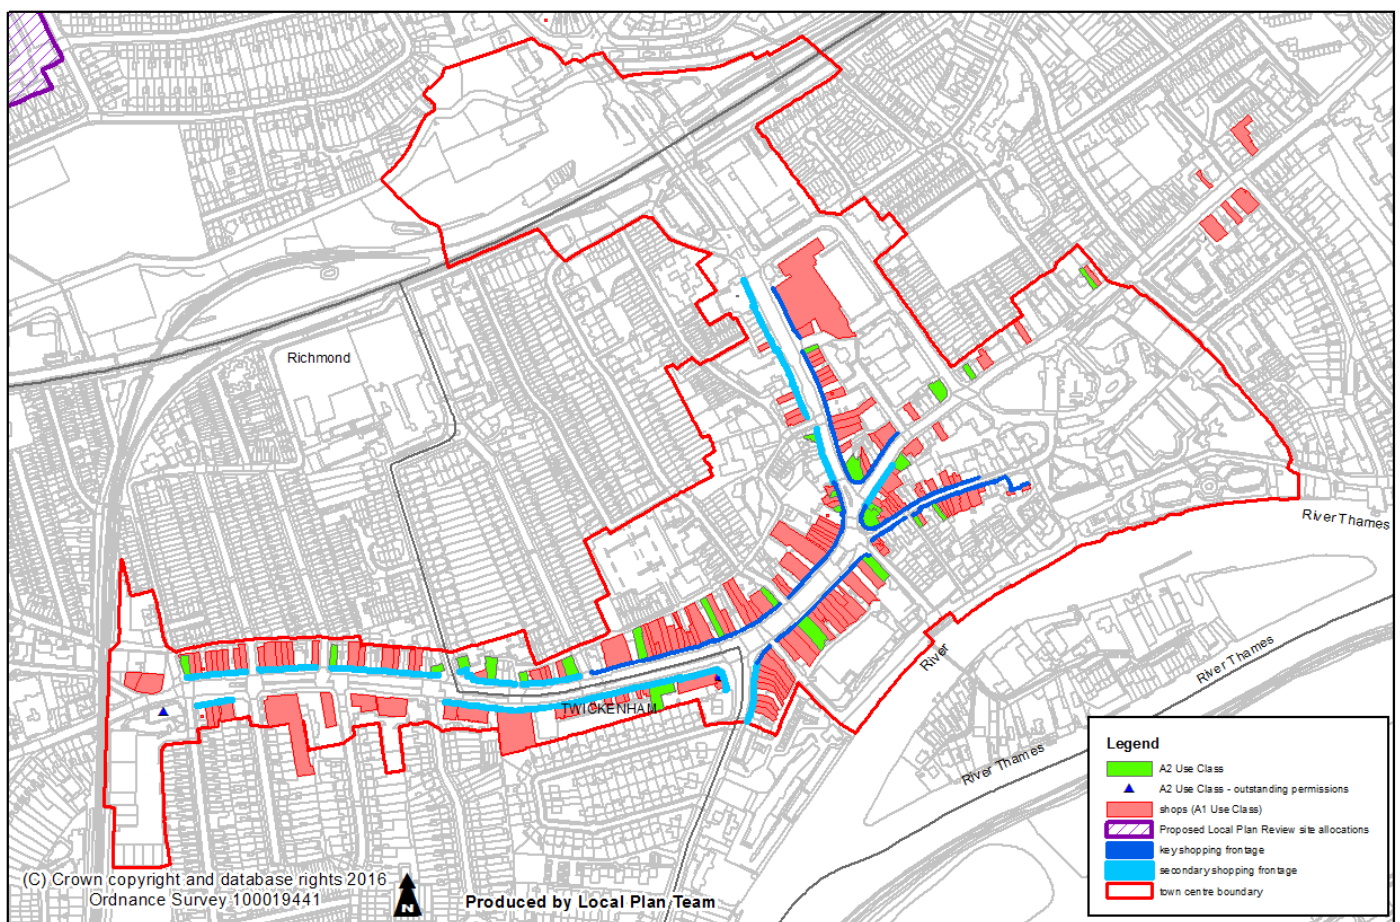 Richmond
River Thames
River
River Thames
TWICKENHAM
River Thames
Legend
A2 Use Class
A2 Use Class - outstanding permissions
shops (A1 Use Class)
Proposed Local Plan Review site allocations
key shopping frontage
secondary shopping frontage
town centre boundary
(C) Crown copyright and database rights 2016
Ordnance Survey 100019441
N
Produced by Local Plan Team